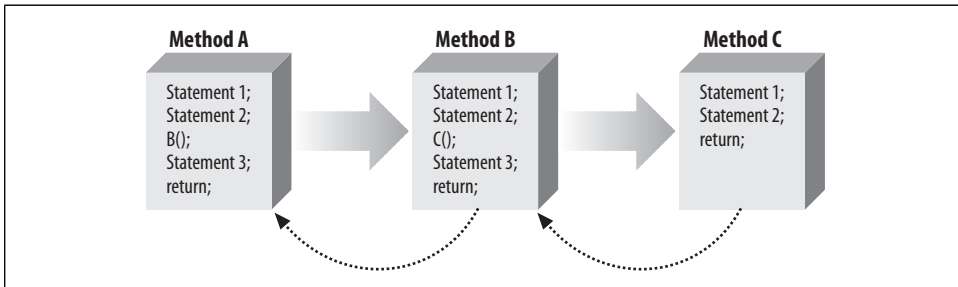 Method A
Statement 1;
Statement 2;
B();
Statement 3;
return;
Method B
Statement 1;
Statement 2;
C();
Statement 3;
return;
Method C
Statement 1;
Statement 2;
return;